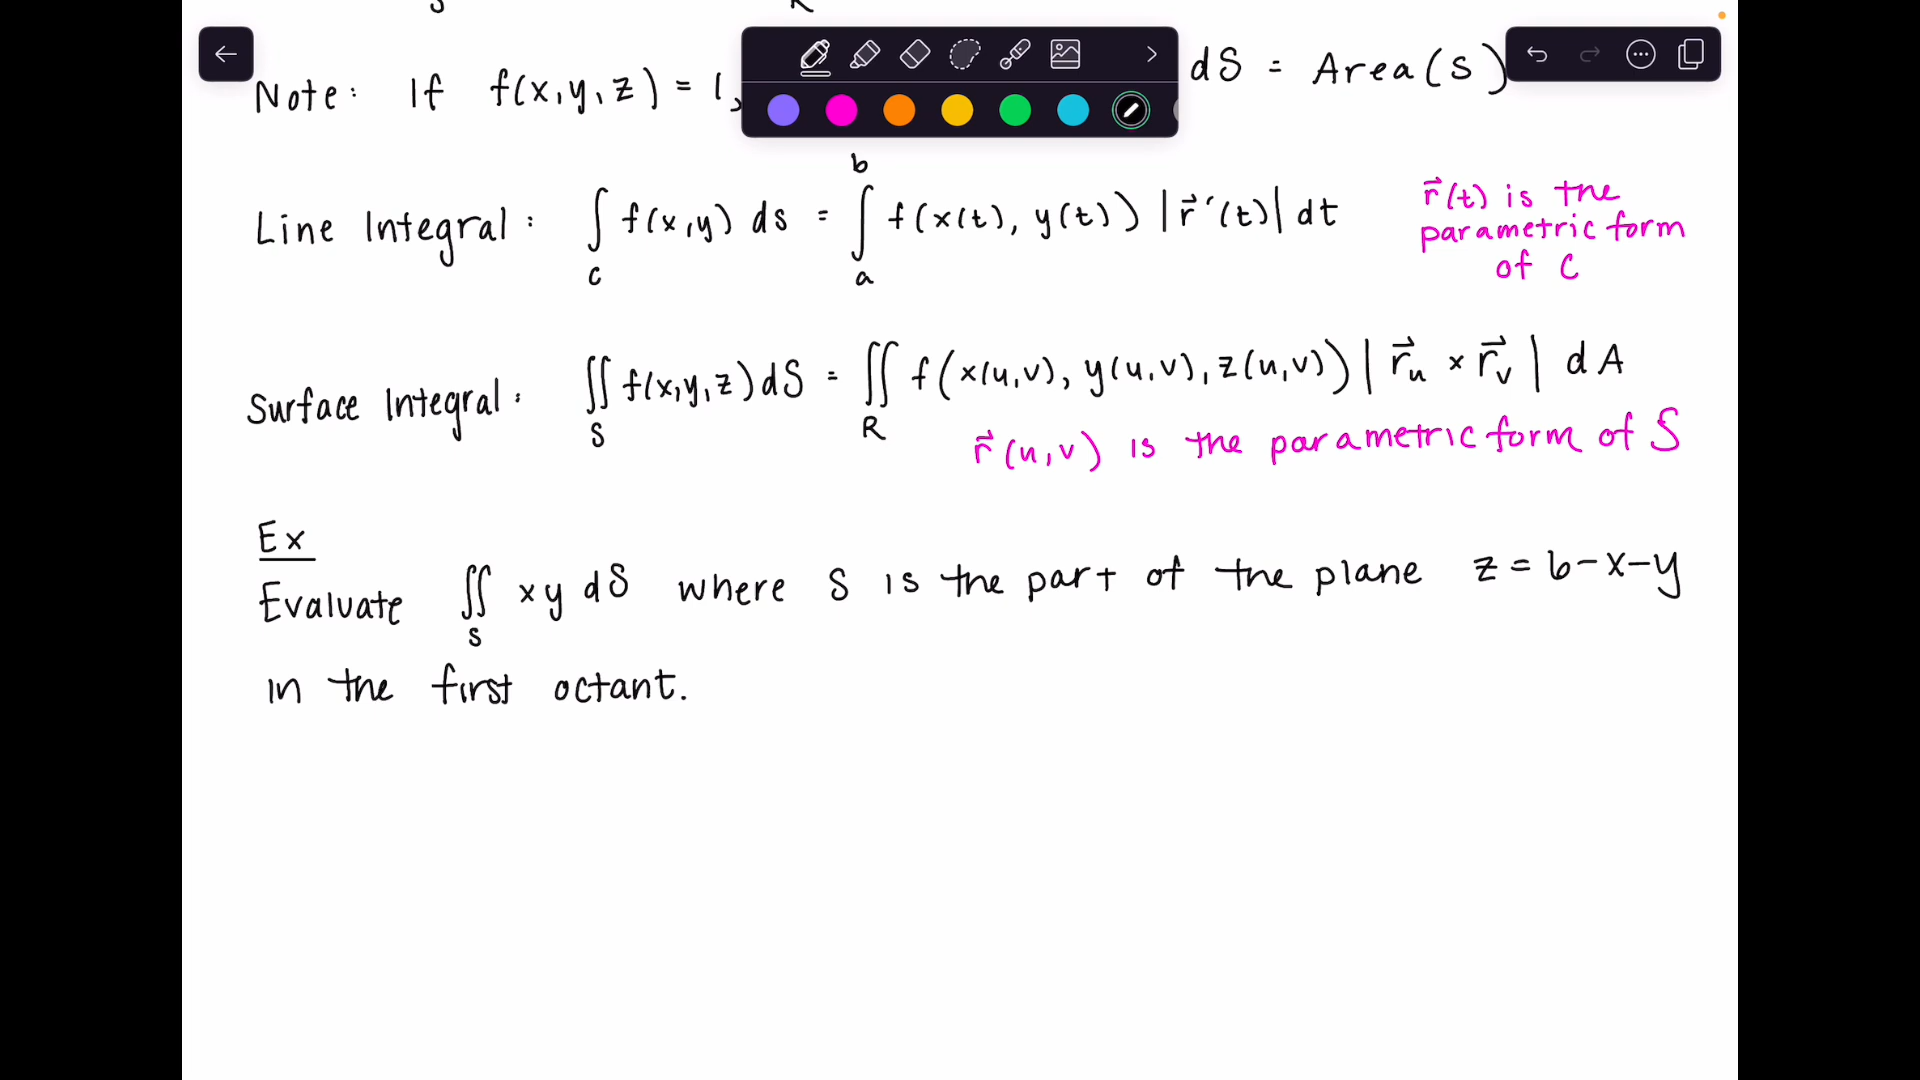 Note: If f(x,y,z) = 1, dS = Area(S)
b
Line Integral: ∫ f(x,y) ds = ∫ f(x(t), y(t)) |r⃗'(t)| dt
c a
r⃗(t) is the
parametric form
of C
Surface Integral: ∬ f(x,y,z) dS = ∬ f(x(u,v), y(u,v), z(u,v)) | r⃗u × r⃗v | dA
S R
r⃗(u,v) is the parametric form of S
Ex
Evaluate ∬ xy dS where S is the part of the plane z = 6-x-y
S
in the first octant.